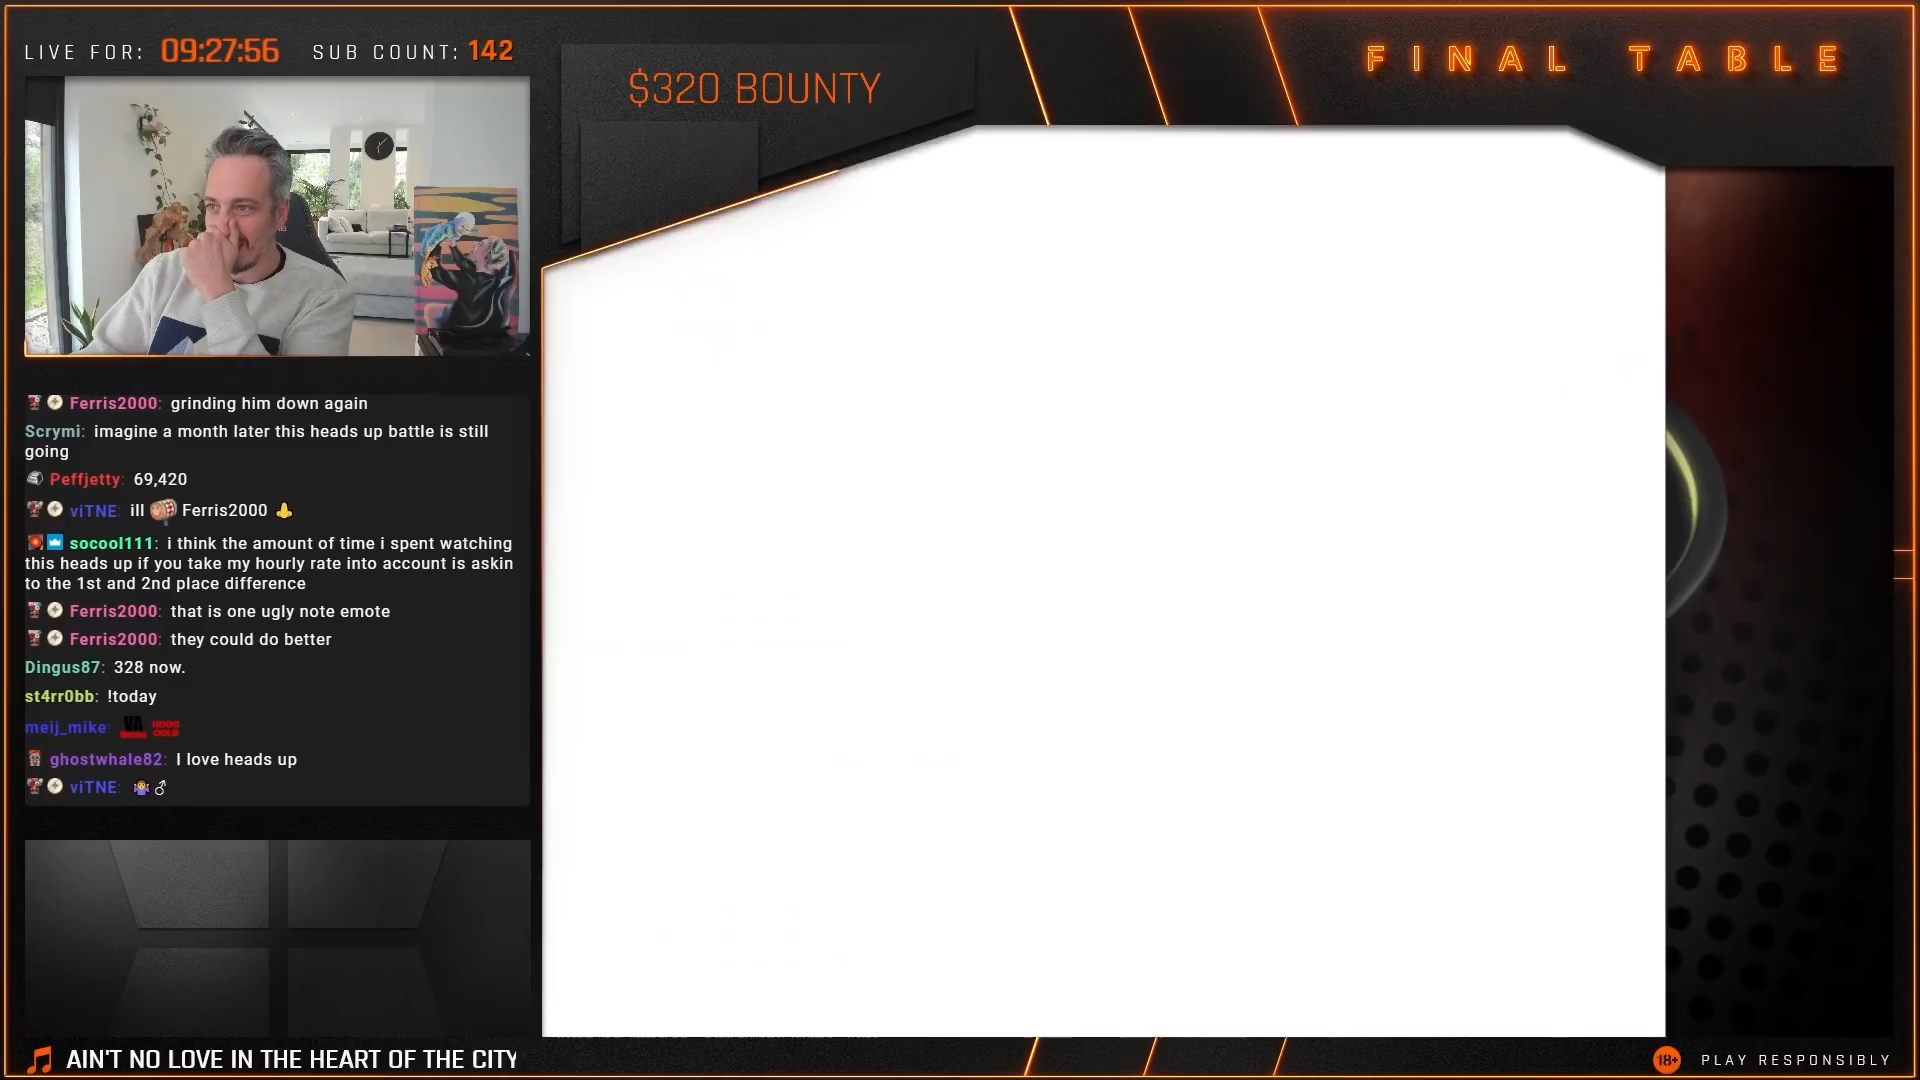 LIVE FOR: 09:27:56 SUB COUNT: 142
$320 BOUNTY
FINAL TABLE
Ferris2000: grinding him down again
Scrymi: imagine a month later this heads up battle is still
going
Peffjetty: 69,420
viTNE: ill Ferris2000
socool111: i think the amount of time i spent watching
this heads up if you take my hourly rate into account is askin
to the 1st and 2nd place difference
Ferris2000: that is one ugly note emote
Ferris2000: they could do better
Dingus87: 328 now.
st4rr0bb: !today
meij_mike:
ghostwhale82: I love heads up
viTNE: ♂
AIN'T NO LOVE IN THE HEART OF THE CITY
18+ PLAY RESPONSIBLY